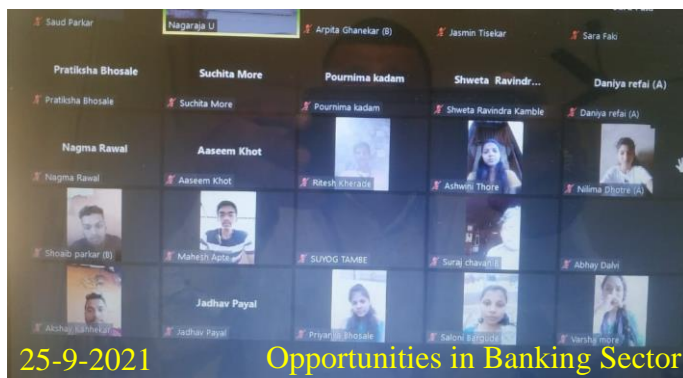 Saud Parkar
Nagaraja U
Arpita Ghanekar (B)
Jasmin Tisekar
Sara Faki
Pratiksha Bhosale
Suchita More
Pournima kadam
Shweta Ravindr...
Daniya refai (A)
Pratiksha Bhosale
Suchita More
Pournima kadam
Shweta Ravindra Kamble
Daniya refai (A)
Nagma Rawal
Aaseem Khot
Nagma Rawal
Aaseem Khot
Ritesh Kheratle
Ashwini Thore
Nilima Dhotre (A)
Shoaib parkar (B)
Mahesh Apte
SUYOG TAMBE
Suraj chavan B
Abhay Dalvi
Jadhav Payal
Akshay
Jadhav Payal
Priyanka Bhosale
Saloni Bargude
Varsha more
25-9-2021
Opportunities in Banking Sector